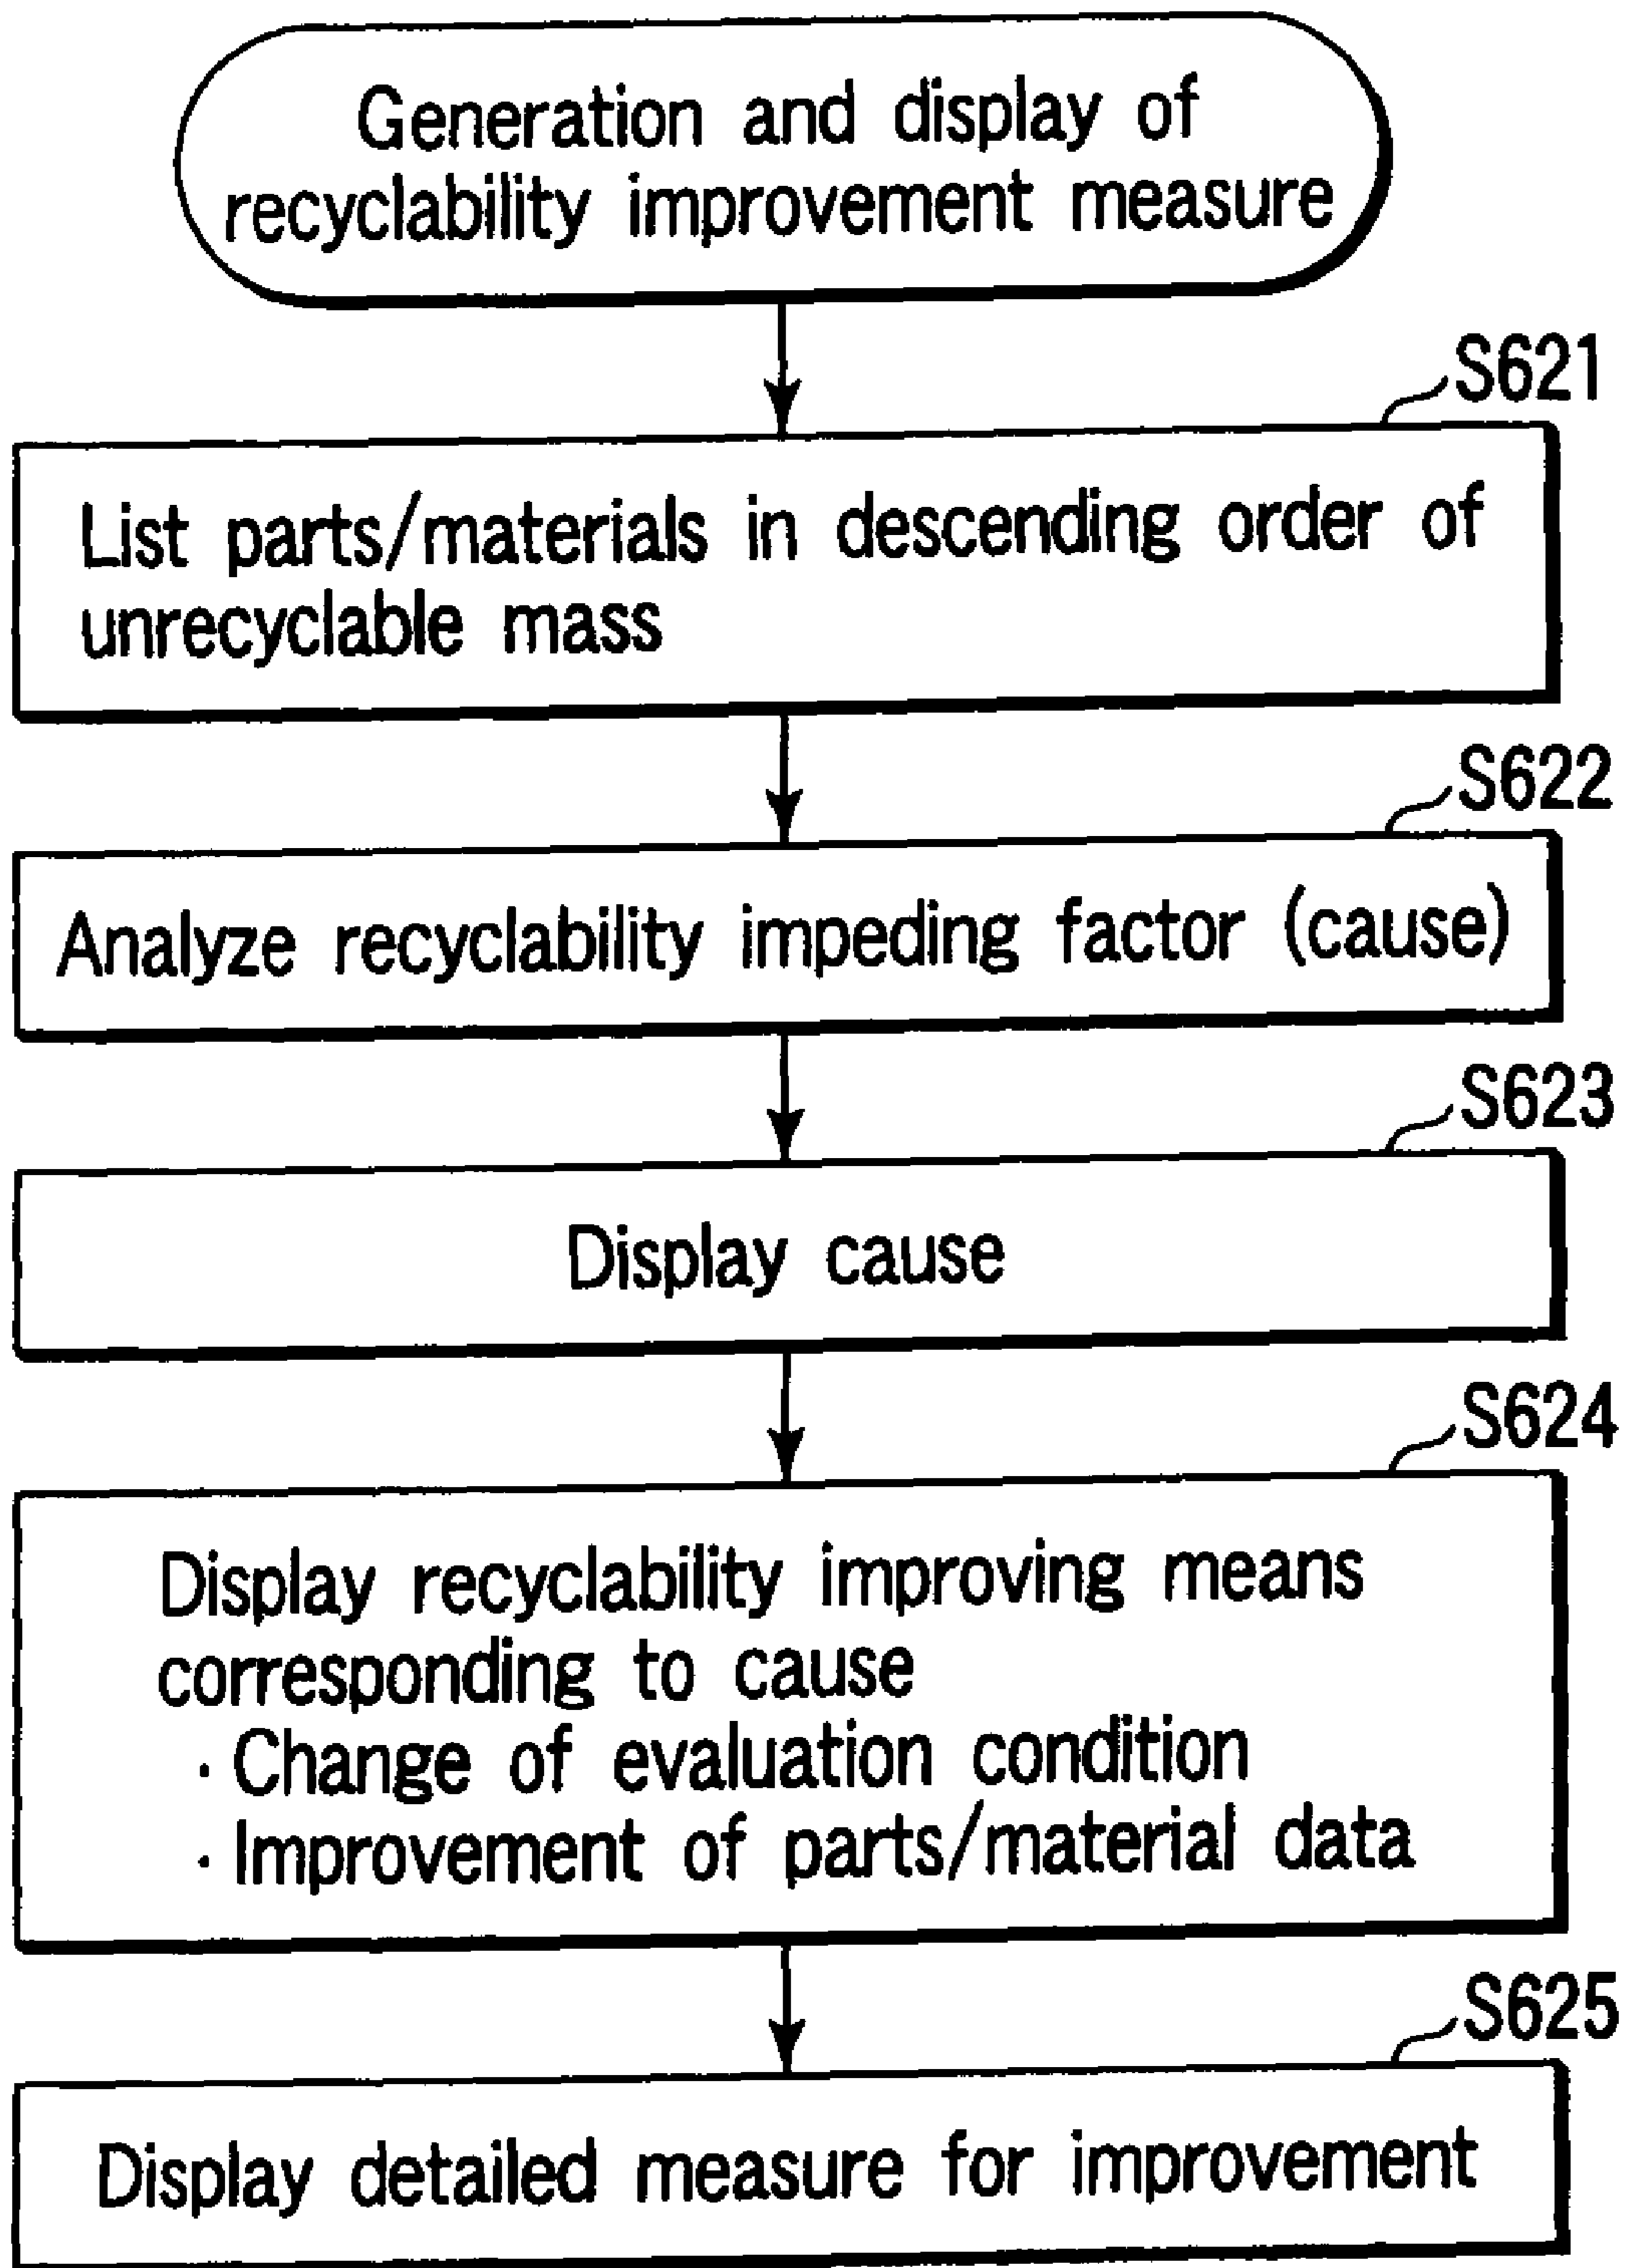 Generation and display of
recyclability improvement measure
S621
List parts/materials in descending order of
unrecyclable mass
S622
Analyze recyclability impeding factor (cause)
S623
Display cause
S624
Display recyclability improving means
corresponding to cause
· Change of evaluation condition
· Improvement of parts/material data
S625
Display detailed measure for improvement